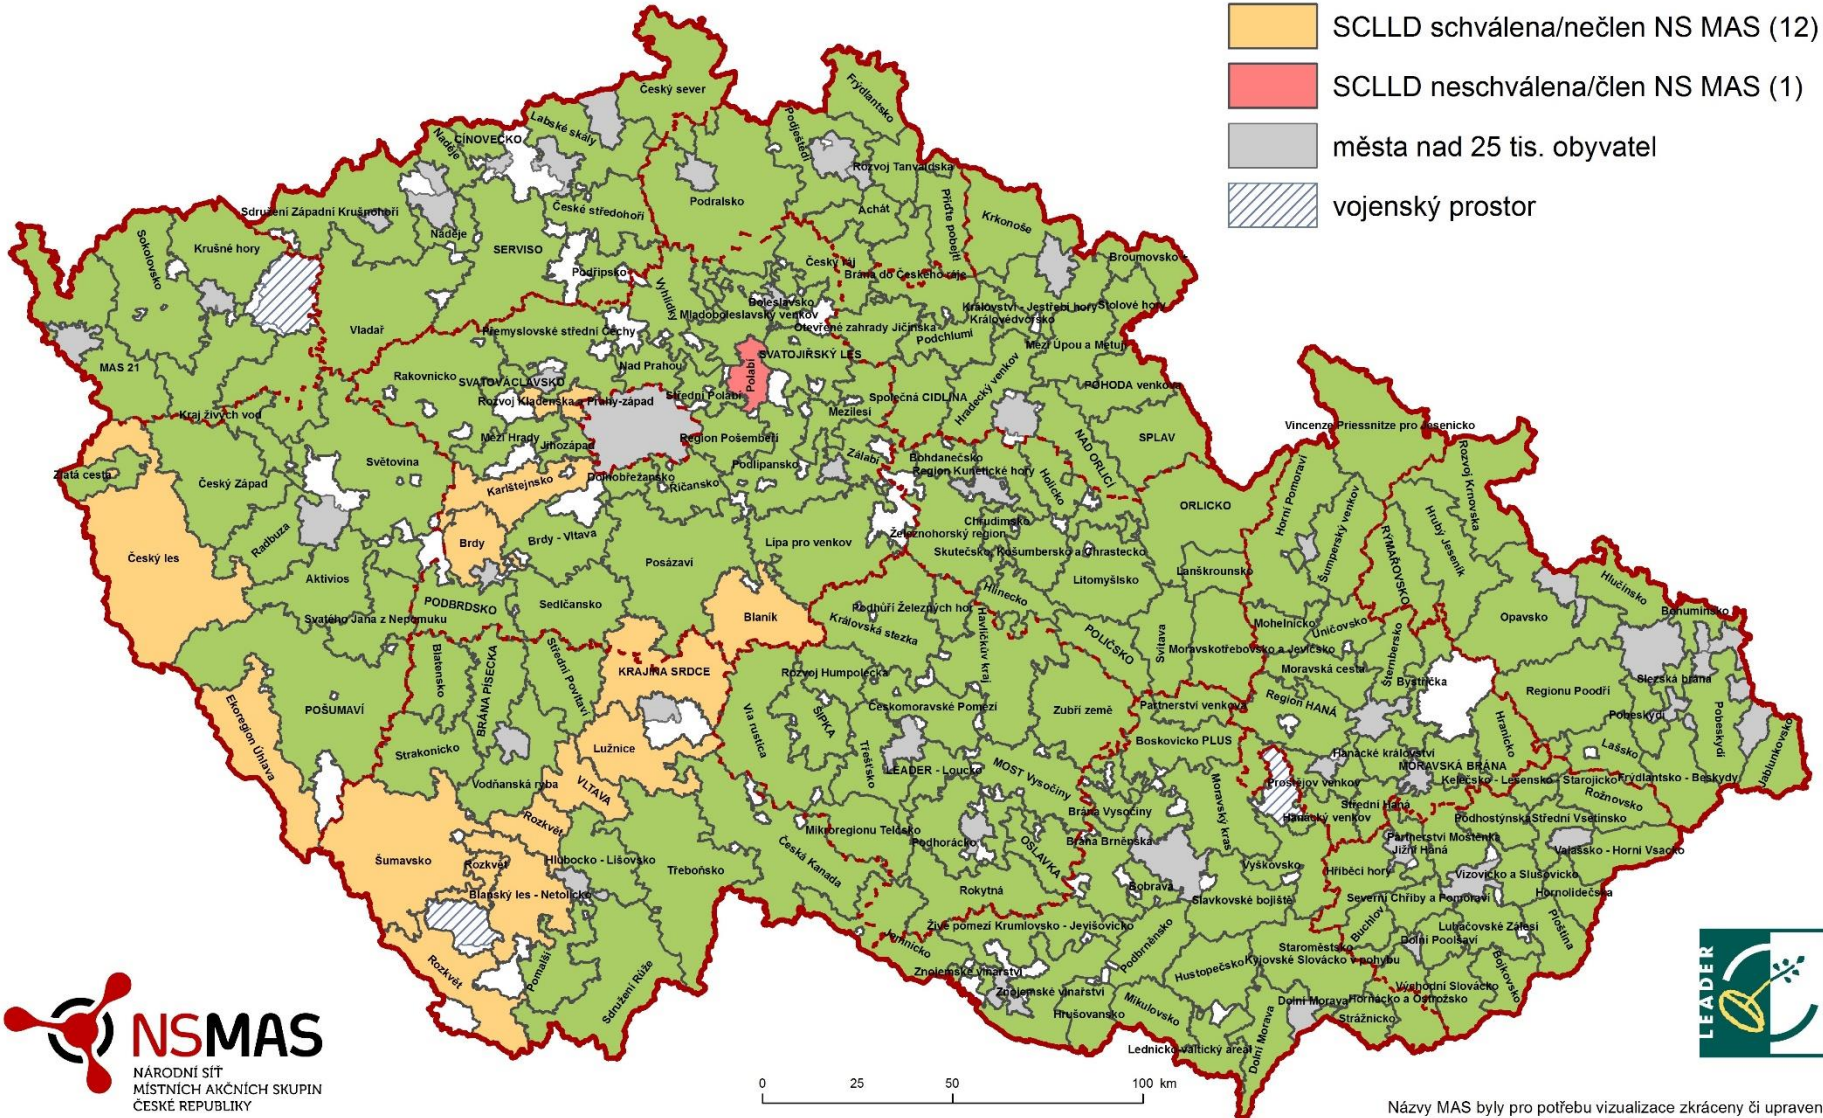 SCLLD schválena/nečlen NS MAS (12)
SCLLD neschválena/člen NS MAS (1)
města nad 25 tis. obyvatel
vojenský prostor
Český sever
Frýdlantsko
Labské skály
CÍNOVECKO
Naděje
Podještědí
Rozvoj Tanvaldska
Podralsko
Achát
Přiďte pobejt!
Krkonoše
Sdružení Západní Krušnohoří
České středohoří
Naděje
SERVISO
Sokolovsko
Krušné hory
Podřipsko
Český ráj
Brána do Českého ráje
Broumovsko +
Vyhlídky
Boleslavsko
Mladoboleslavský venkov
Království - Jestřebí hory
Stolové hory
Královédvorsko
Vladař
Přemyslovské střední Čechy
Otevřené zahrady Jičínska
Podchlumí
Mezi Úpou a Metují
MAS 21
Nad Prahou
SVATOJIŘSKÝ LES
Polabí
Rakovnicko
SVATOVÁCLAVSKO
Rozvoj Kladenska a Prahy-západ
Střední Polabí
Společná CIDLINA
Hradecký venkov
POHODA venkova
Mezilesí
Kraj živých vod
Mezi Hrady
Jihozápad
Region Pošembeří
NAD ORLICÍ
SPLAV
Vincenze Priessnitze pro Jesenicko
Zlatá cesta
Český Západ
Světovina
Karlštejnsko
Dolnobřežansko
Říčansko
Podlipansko
Zálabí
Bohdanečsko
Region Kunětické hory
Holicko
Rozvoj Krnovska
Radbuza
Brdy
Brdy - Vltava
Lípa pro venkov
Chrudimsko
Železnohorský region
ORLICKO
Horní Pomoraví
Šumperský venkov
RÝMAŘOVSKO
Hrubý Jeseník
Český les
Aktivios
Posázaví
Skutečsko, Košumbersko a Chrastecko
Litomyšlsko
Lanškrounsko
Hlučínsko
PODBRDSKO
Sedlčansko
Blaník
Podhůří Železných hor
Hlinecko
Bohumínsko
Opavsko
Svatého Jana z Nepomuku
Královská stezka
Havlíčkův kraj
POLIČSKO
Svitava
Mohelnicko
Uničovsko
Šternbersko
Moravskotřebovsko a Jevíčsko
Moravská cesta
Bystřička
Blatensko
BRÁNA PÍSECKA
Střední Povltaví
KRAJINA SRDCE
Rozvoj Humpolecka
Regionu Poodří
Slezská brána
Ekoregion Úhlava
POŠUMAVÍ
Via rustica
ŠIPKA
Českomoravské Pomezí
Zubří země
Partnerství venkova
Region HANÁ
Pobeskydí
Pobeskydí
Strakonicko
Lužnice
Třešťsko
LEADER - Loucko
Boskovicko PLUS
Hanácké království
Hranicko
Lašsko
Jablunkovsko
Vodňanská ryba
VLTAVA
MOST Vysočiny
MORAVSKÁ BRÁNA
Kelečsko - Lešensko - Starojicko
Frýdlantsko - Beskydy
Prostějov venkov
Rožnovsko
Rozkvět
Mikroregionu Telčsko
Brána Vysočiny
Moravský kras
Střední Haná
Hanácký venkov
Podhostýnska
Střední Vsetínsko
Šumavsko
Rozkvět
Hlubocko - Lišovsko
Třeboňsko
Česká Kanada
Podhorácko
OSLAVKA
Brána Brněnska
Partnerství Moštěnka
Jižní Haná
Valašsko - Horní Vsacko
Blanský les - Netolicko
Rokytná
Bobrava
Vyškovsko
Hříběcí hory
Vizovicko a Slušovicko
Slavkovské bojiště
Severní Chřiby a Pomoraví
Hornolidečska
Jemnicko
Živé pomezí Krumlovsko - Jevišovicko
Buchlov
Luhačovské Zálesí
Ploština
Podbrněnsko
Staroměstsko
Dolní Poolšaví
Kyjovské Slovácko v pohybu
Rozkvět
Pomalší
Sdružení Růže
Znojemské vinařství
Znojemské vinařství
Hustopečsko
Bojkovsko
Východní Slovácko
Hrušovansko
Mikulovsko
Dolní Morava
Horňácko a Ostrožsko
Strážnicko
Lednicko-valtický areál
Dolní Morava
NSMAS
NÁRODNÍ SÍŤ
MÍSTNÍCH AKČNÍCH SKUPIN
ČESKÉ REPUBLIKY
0 25 50 100 km
LEADER
Názvy MAS byly pro potřebu vizualizace zkráceny či upraven